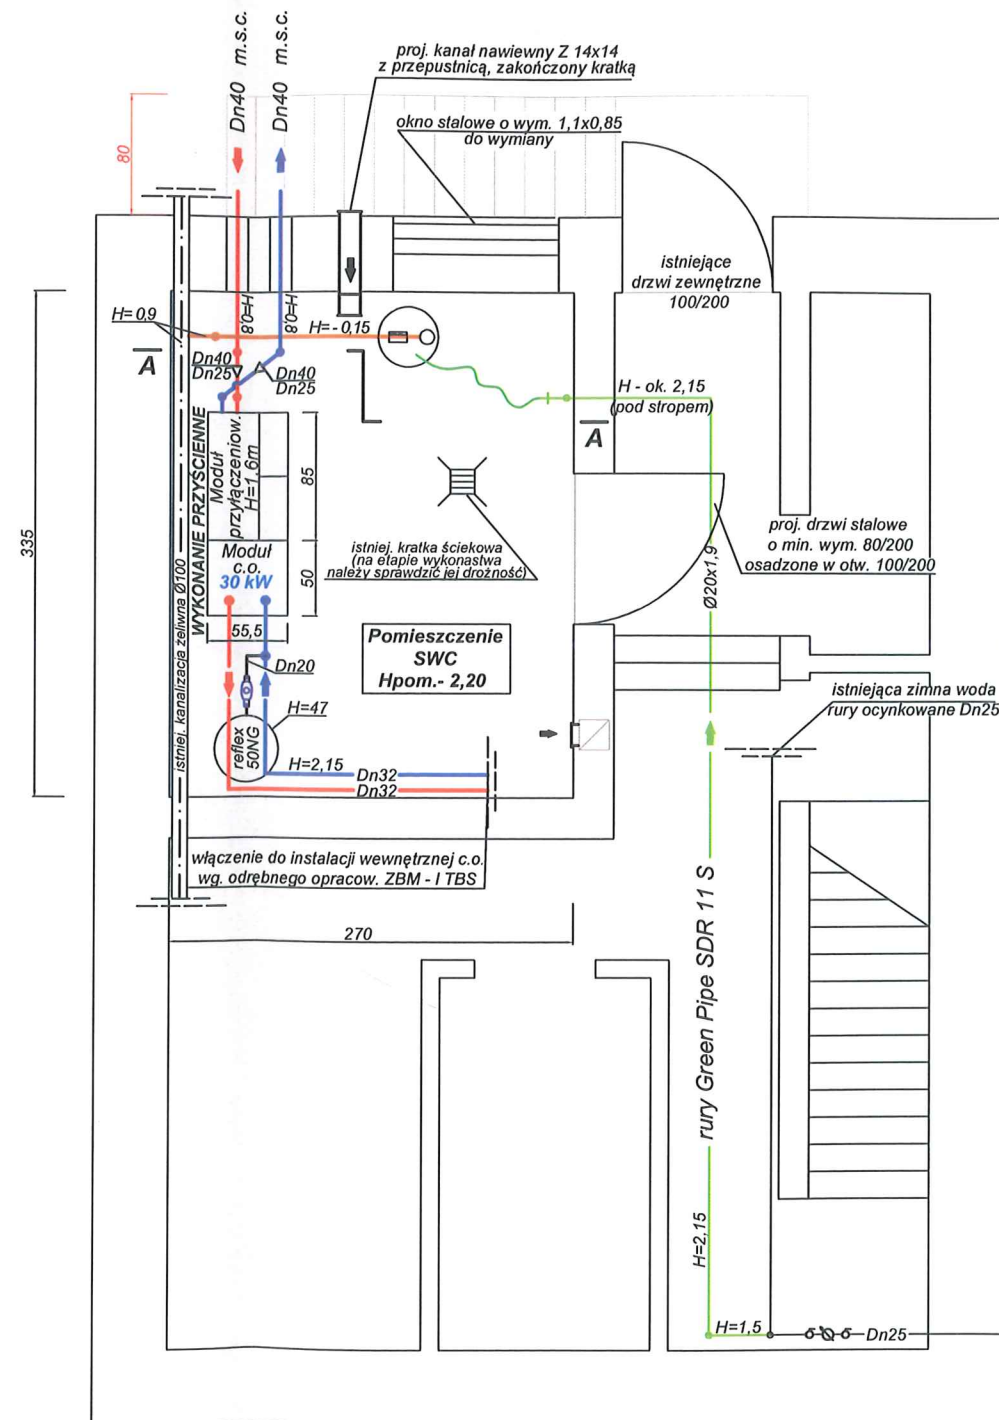 Dn40 m.s.c.
Dn40 m.s.c.
proj. kanał nawiewny Z 14x14
z przepustnicą, zakończony kratką
okno stalowe o wym. 1,1x0,85
do wymiany
80
istniejące
drzwi zewnętrzne
100/200
H= 0,9
H=0,8
H=0,8
H= - 0,15
A
Dn40
Dn25
Dn40
Dn25
H - ok. 2,15
(pod stropem)
A
WYKONANIE PRZYŚCIENNE
Moduł
przyłączeniow.
H=1,6m
85
335
istniej. kratka ściekowa
(na etapie wykonastwa
należy sprawdzić jej drożność)
proj. drzwi stalowe
o min. wym. 80/200
osadzone w otw. 100/200
Ø20x1,9
Moduł
c.o.
30 kW
50
istniej. kanalizacja żeliwna Ø100
55,5
Pomieszczenie
SWC
Hpom.- 2,20
Dn20
istniejąca zimna woda
rury ocynkowane Dn25
H=47
reflex
50NG
H=2,15
Dn32
Dn32
włączenie do instalacji wewnętrznej c.o.
wg. odrębnego opracow. ZBM - I TBS
270
rury Green Pipe SDR 11 S
H=2,15
H=1,5
Dn25